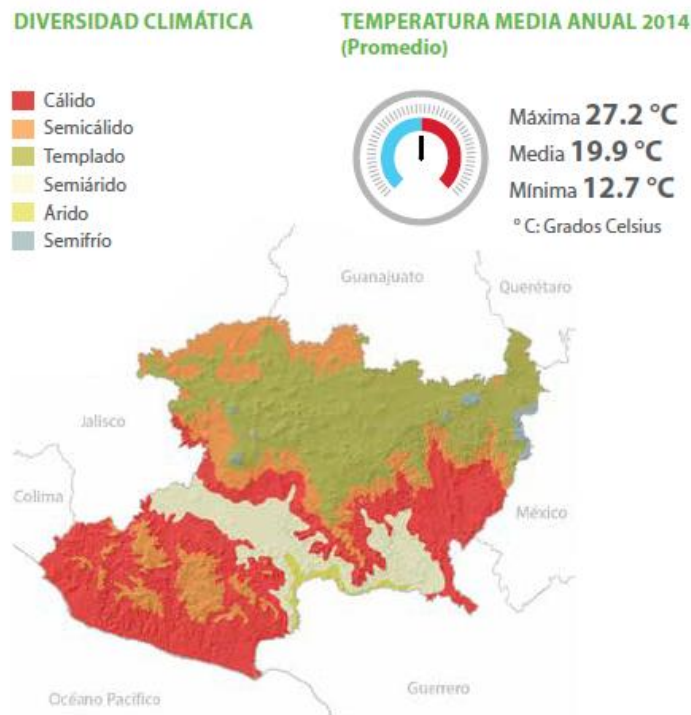 DIVERSIDAD CLIMÁTICA
Cálido
Semicálido
Templado
Semiárido
Árido
Semifrío
TEMPERATURA MEDIA ANUAL 2014
(Promedio)
Máxima 27.2 °C
Media 19.9 °C
Mínima 12.7 °C
° C: Grados Celsius
Guanajuato
Querétaro
Jalisco
Colima
México
Guerrero
Océano Pacífico